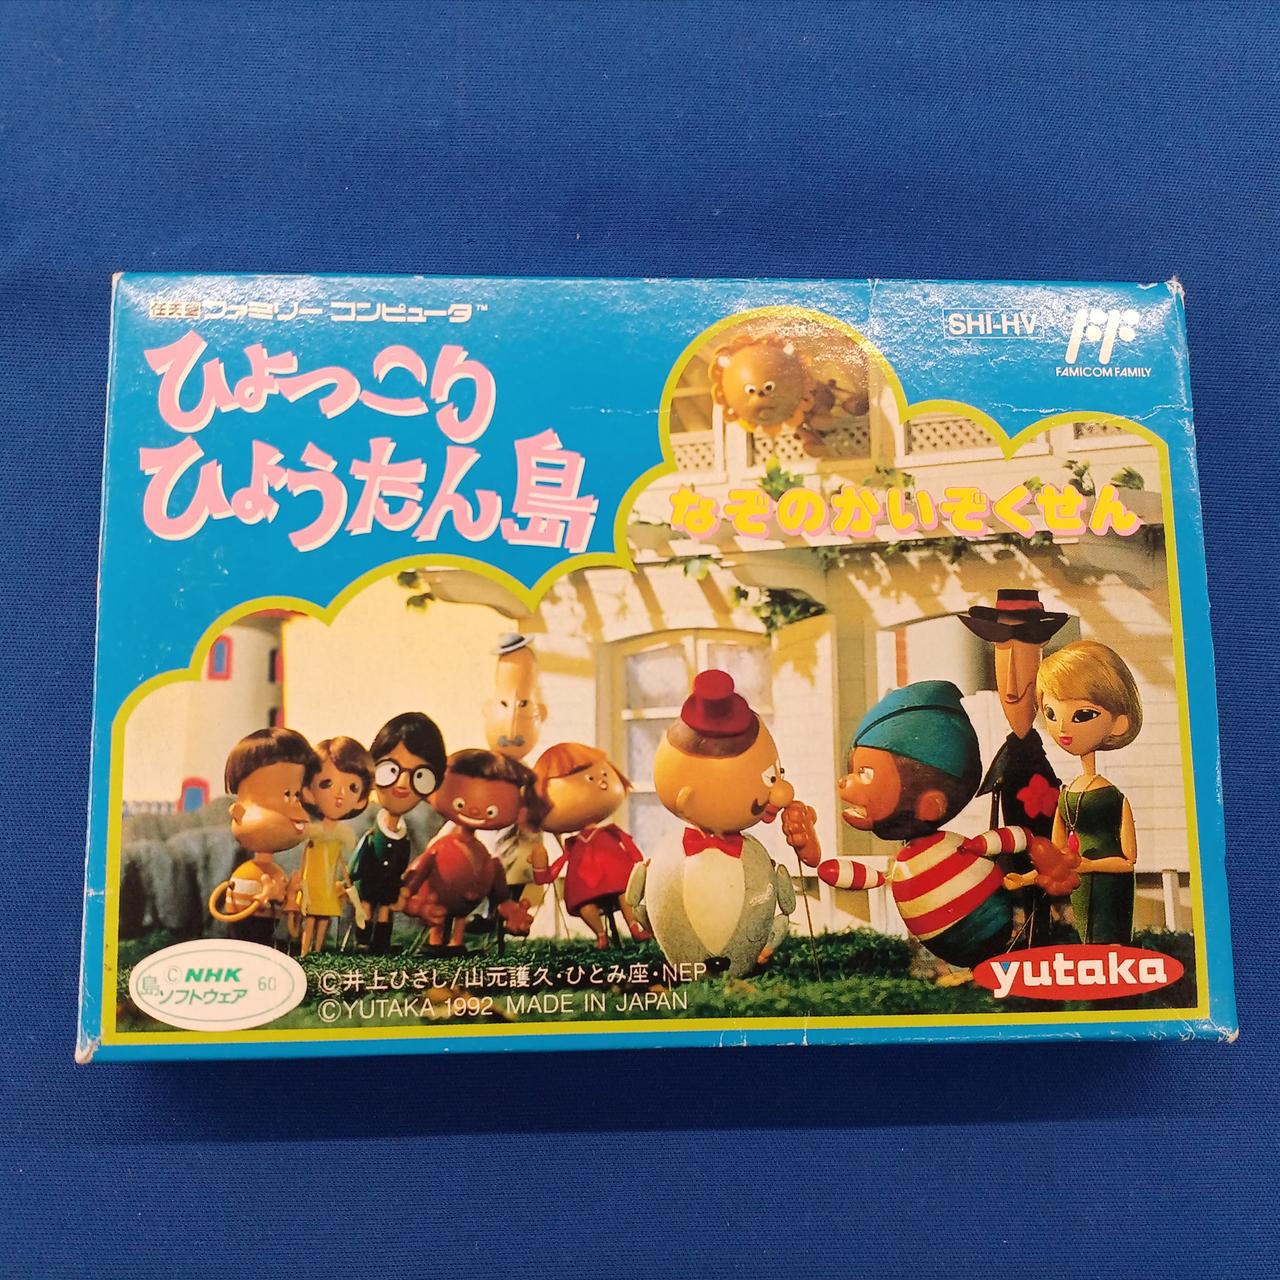 任天堂 ファミリー コンピュータ™
SHI-HV
FAMICOM FAMILY
ひょっこり
ひょうたん島
なぞのかいぞくせん
©NHK
島ソフトウェア 60
©井上ひさし/山元護久・ひとみ座・NEP
©YUTAKA 1992 MADE IN JAPAN
yutaka